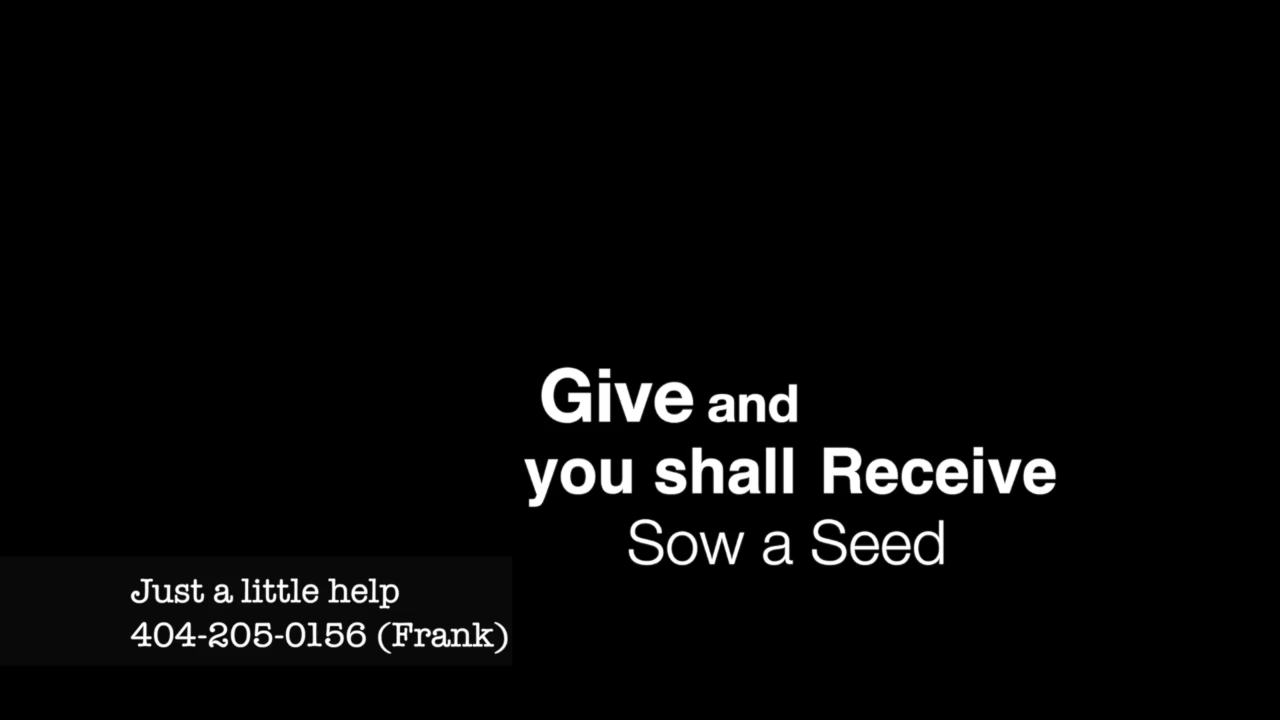 Give and
you shall Receive
Sow a Seed
Just a little help
404-205-0156 (Frank)